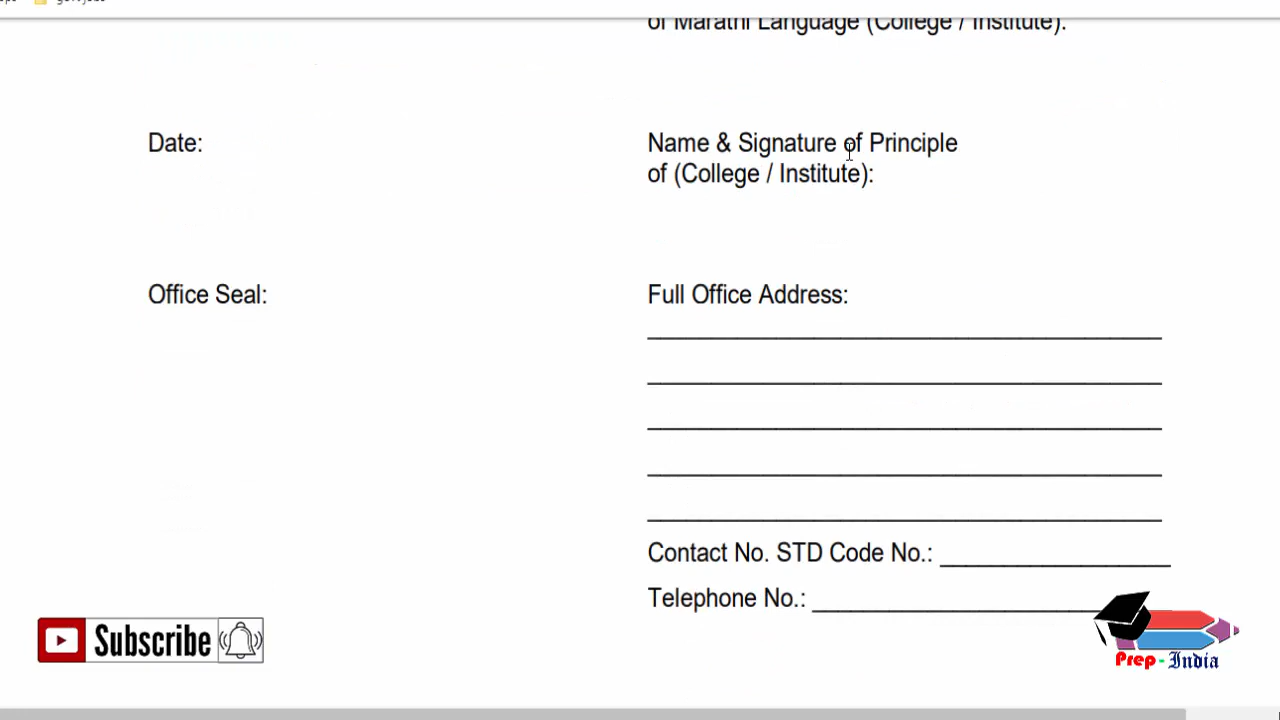 of Marathi Language (College / Institute).
Date:
Name & Signature of Principle
of (College / Institute):
Office Seal:
Full Office Address:
Contact No. STD Code No.:
Telephone No.:
Subscribe
Prep-India